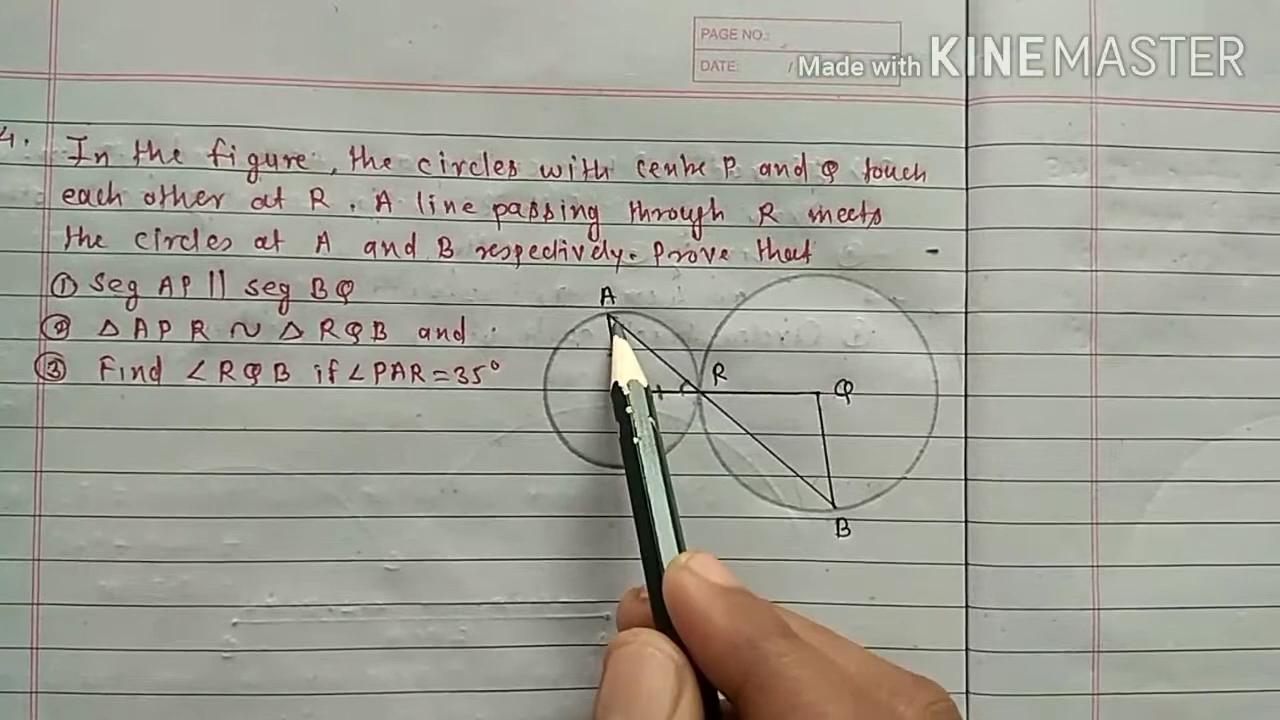 PAGE NO.:
DATE: /
Made with KINEMASTER
4. In the figure, the circles with centre P and Q touch
each other at R. A line passing through R meets
the circles at A and B respectively. Prove that
① seg AP || seg BQ
② △ APR ~ △ RQB and
③ Find ∠RQB if ∠PAR = 35°
A
R
Q
B